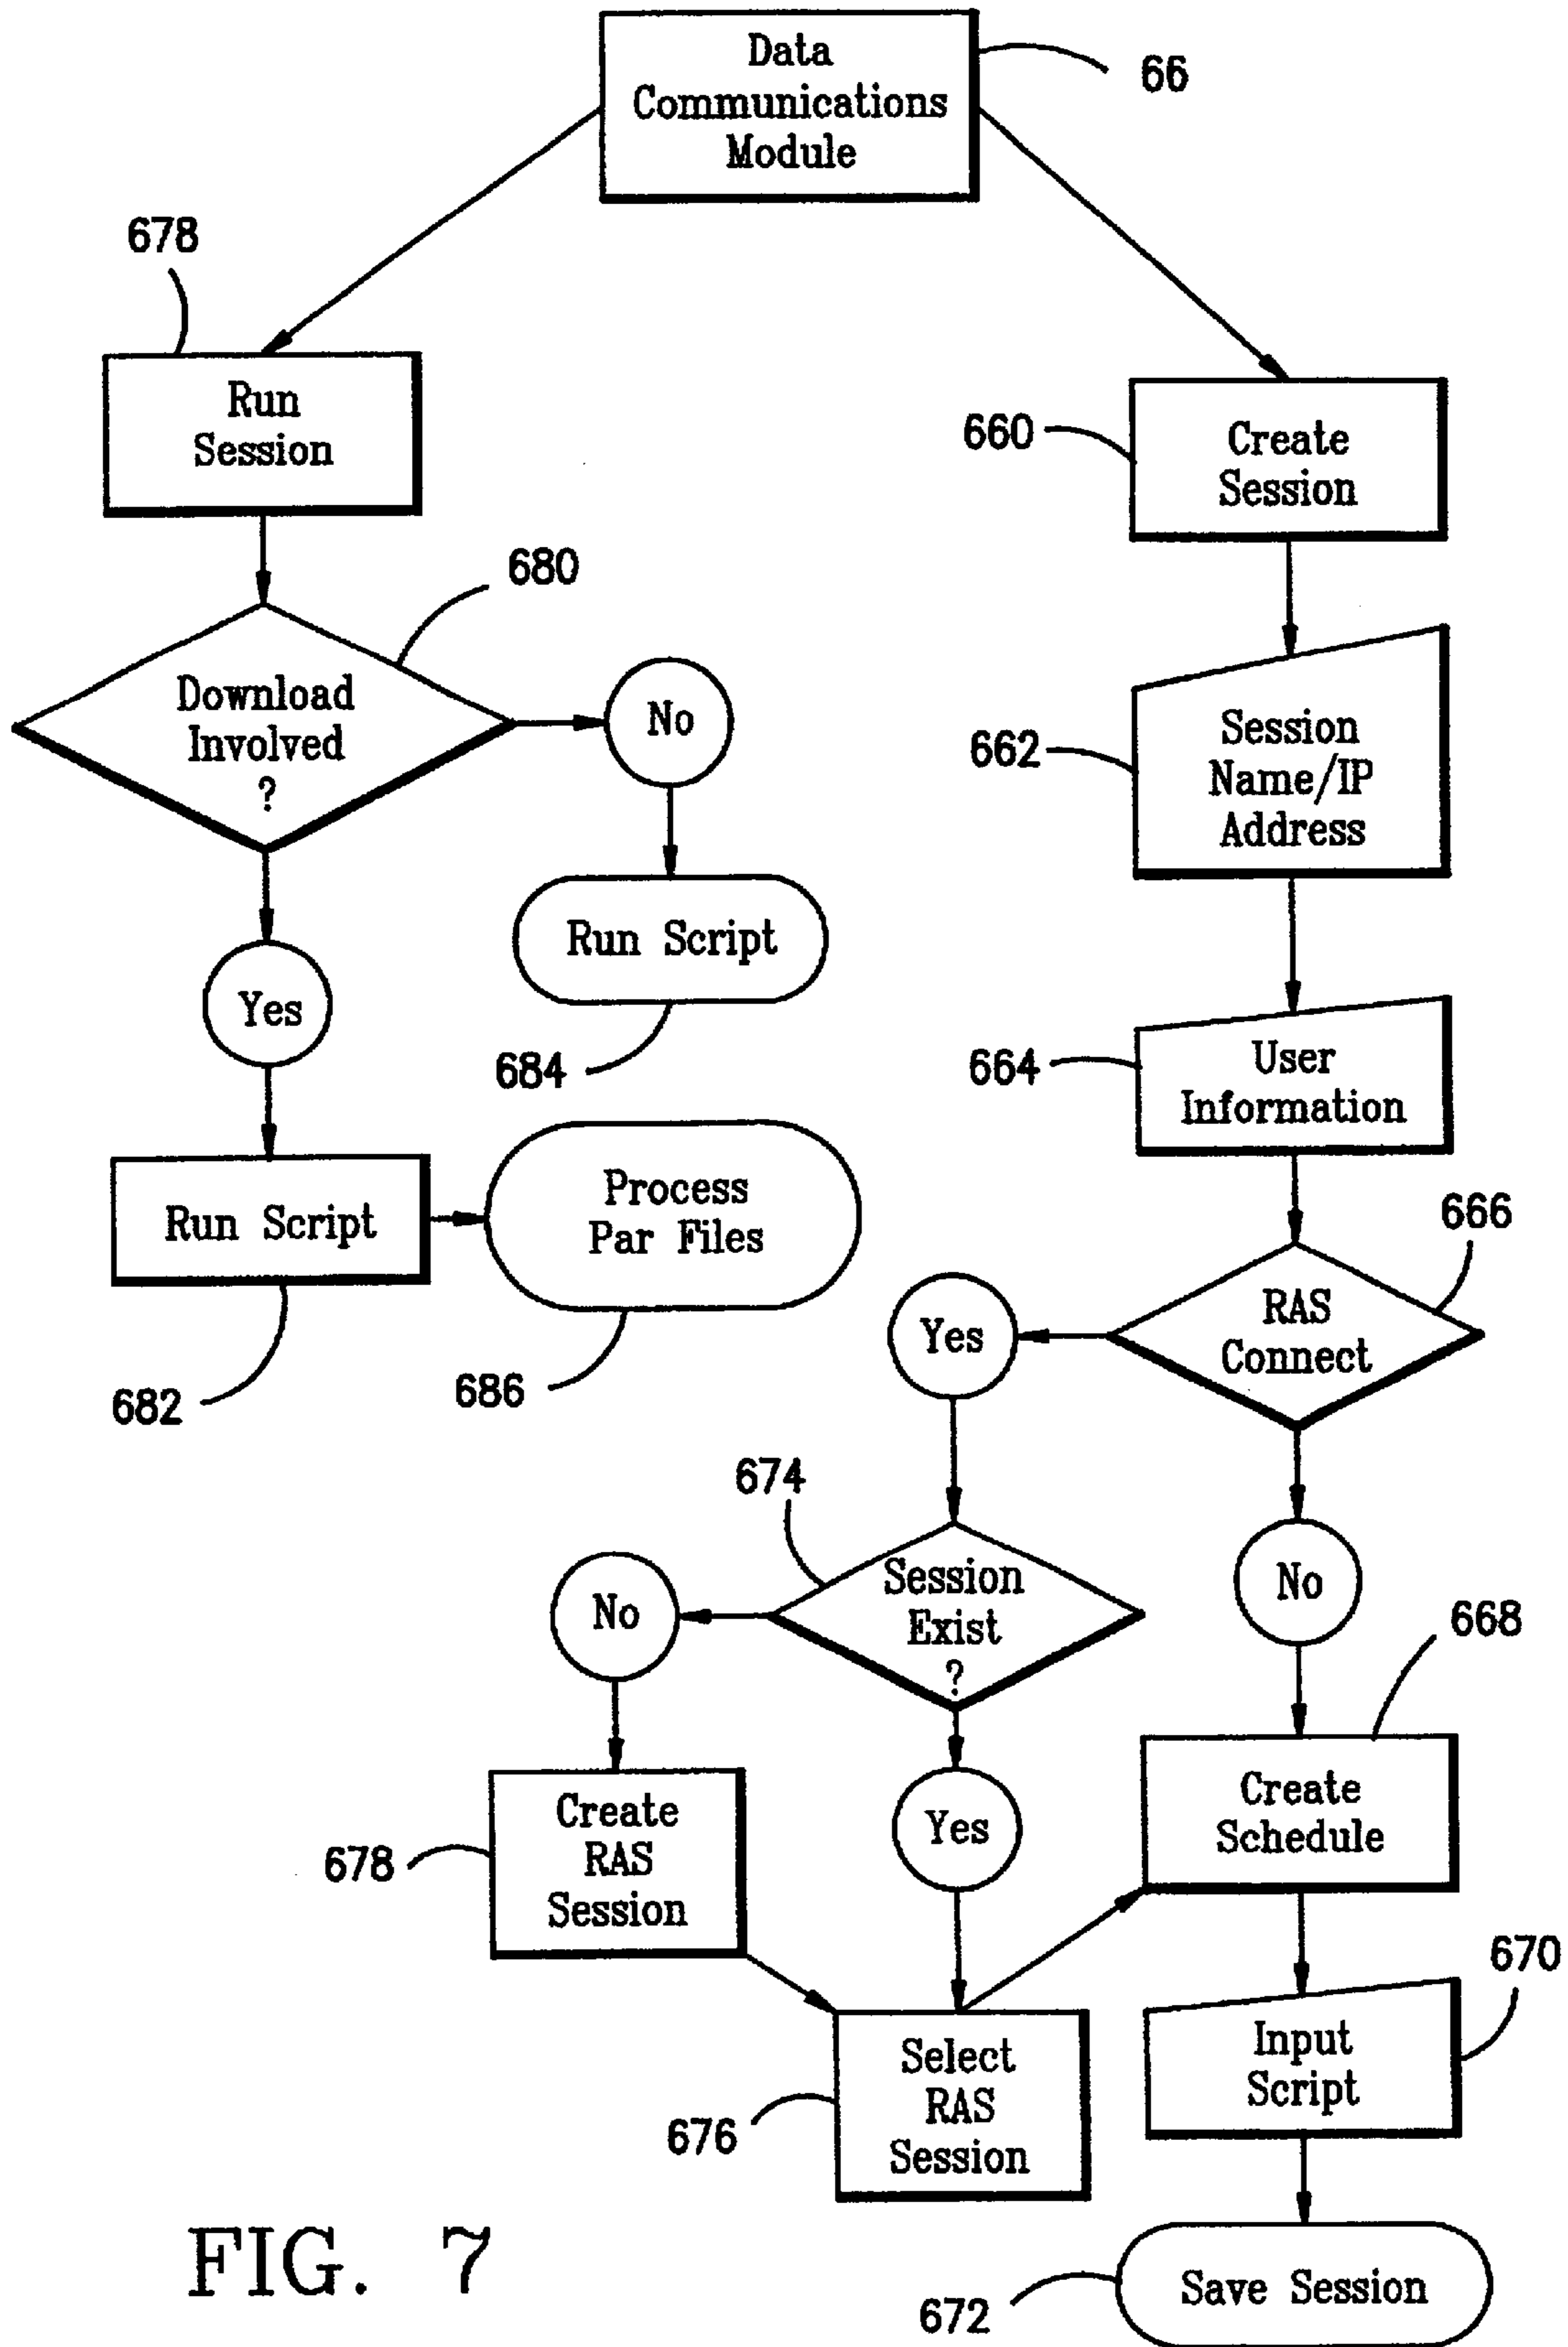 Data
Communications
Module
66
678
Run
Session
660
Create
Session
680
Download
Involved
?
No
662
Session
Name/IP
Address
Run Script
684
Yes
664
User
Information
Run Script
682
Process
Par Files
686
666
RAS
Connect
Yes
674
Session
Exist
?
No
No
668
Create
Schedule
678
Create
RAS
Session
Yes
670
Input
Script
676
Select
RAS
Session
672
Save Session
FIG. 7